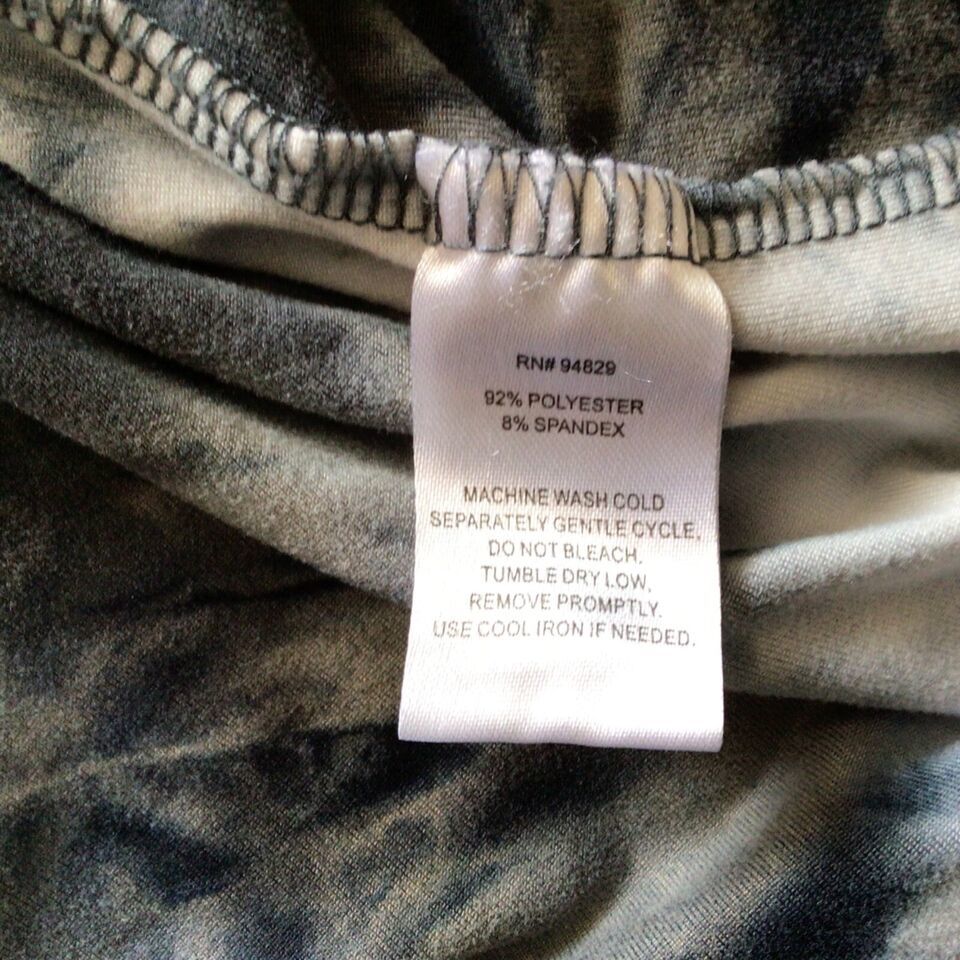 RN# 94829
92% POLYESTER
8% SPANDEX
MACHINE WASH COLD
SEPARATELY GENTLE CYCLE.
DO NOT BLEACH.
TUMBLE DRY LOW.
REMOVE PROMPTLY.
USE COOL IRON IF NEEDED.